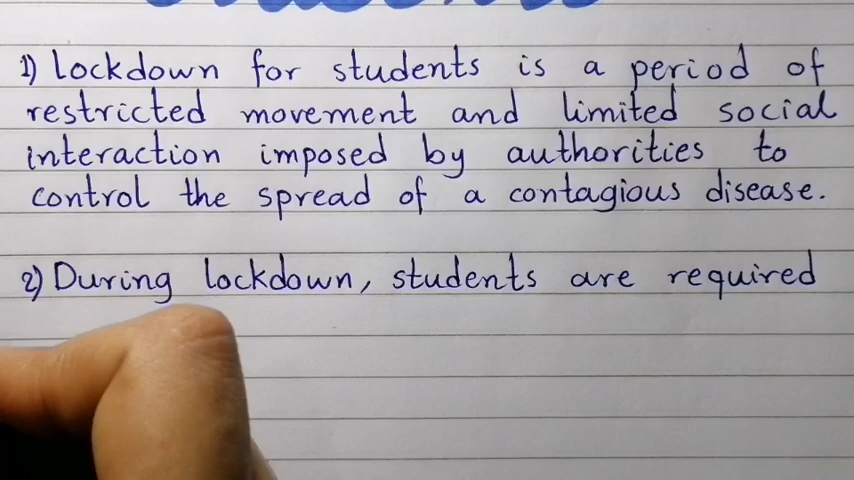 1) Lockdown for students is a period of
restricted movement and limited social
interaction imposed by authorities to
control the spread of a contagious disease.
2) During lockdown, students are required